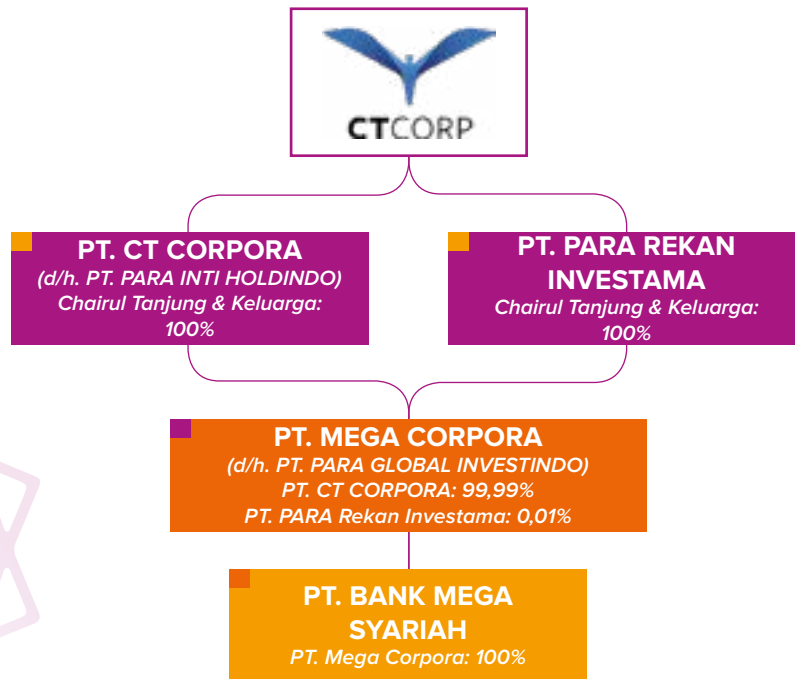 CTCORP
PT. CT CORPORA
(d/h. PT. PARA INTI HOLDINDO)
Chairul Tanjung & Keluarga:
100%
PT. PARA REKAN
INVESTAMA
Chairul Tanjung & Keluarga:
100%
PT. MEGA CORPORA
(d/h. PT. PARA GLOBAL INVESTINDO)
PT. CT CORPORA: 99,99%
PT. PARA Rekan Investama: 0,01%
PT. BANK MEGA
SYARIAH
PT. Mega Corpora: 100%